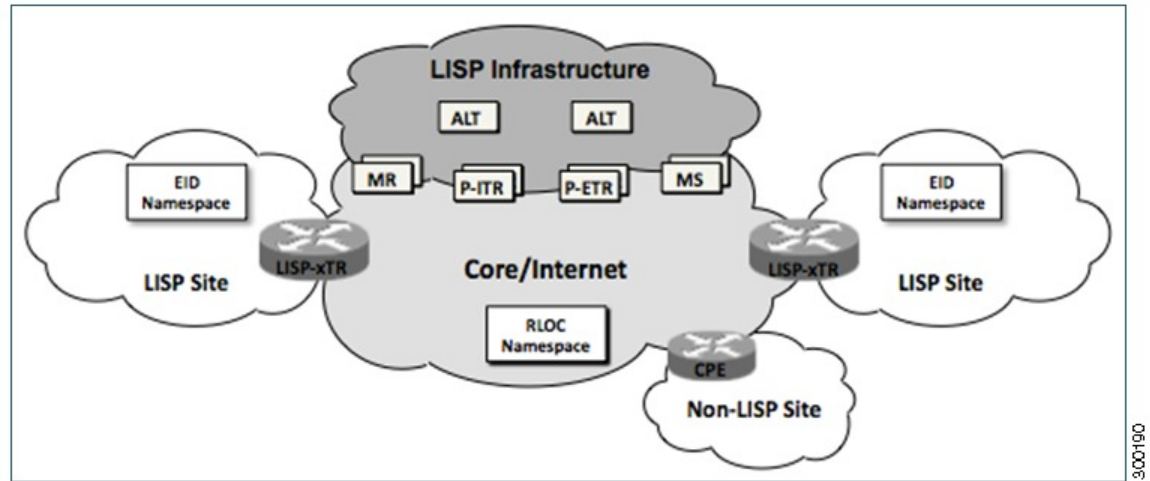 LISP Infrastructure
ALT
ALT
MR
P-ITR
P-ETR
MS
EID
Namespace
LISP-xTR
LISP Site
Core/Internet
RLOC
Namespace
EID
Namespace
LISP-xTR
LISP Site
CPE
Non-LISP Site
300190